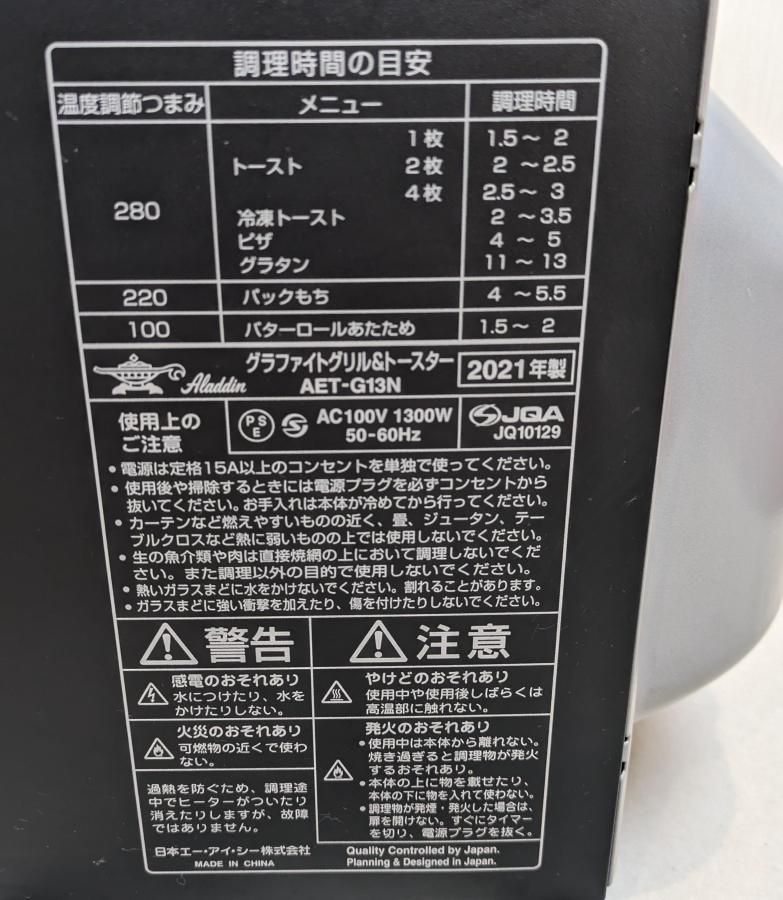 調理時間の目安
温度調節つまみ メニュー 調理時間
1枚 1.5～ 2
トースト 2枚 2 ～2.5
4枚 2.5～ 3
280 冷凍トースト 2 ～3.5
ピザ 4 ～ 5
グラタン 11～13
220 パックもち 4 ～5.5
100 バターロールあたため 1.5～ 2
Aladdin グラファイトグリル&トースター 2021年製
AET-G13N
使用上のご注意 PSE AC100V 1300W JQA
50-60Hz JQ10129
•電源は定格15A以上のコンセントを単独で使ってください。
•使用後や掃除するときには電源プラグを必ずコンセントから
抜いてください。お手入れは本体が冷めてから行ってください。
•カーテンなど燃えやすいものの近く、畳、ジュータン、テー
ブルクロスなど熱に弱いものの上では使用しないでください。
•生の魚介類や肉は直接焼網の上において調理しないでくだ
さい。また調理以外の目的で使用しないでください。
•熱いガラスまどに水をかけないでください。割れることがあります。
•ガラスまどに強い衝撃を加えたり、傷を付けたりしないでください。
警告
感電のおそれあり
水につけたり、水を
かけたりしない。
火災のおそれあり
可燃物の近くで使わ
ない。
過熱を防ぐため、調理途
中でヒーターがついたり
消えたりしますが、故障
ではありません。
注意
やけどのおそれあり
使用中や使用後しばらくは
高温部に触れない。
発火のおそれあり
•使用中は本体から離れない。
焼き過ぎると調理物が発火
するおそれあり。
•本体の上に物を載せたり、
本体の下に物を入れて使わない。
•調理物が発煙・発火した場合は、
扉を開けない。すぐにタイマー
を切り、電源プラグを抜く。
日本エー・アイ・シー株式会社 Quality Controlled by Japan.
MADE IN CHINA Planning & Designed in Japan.